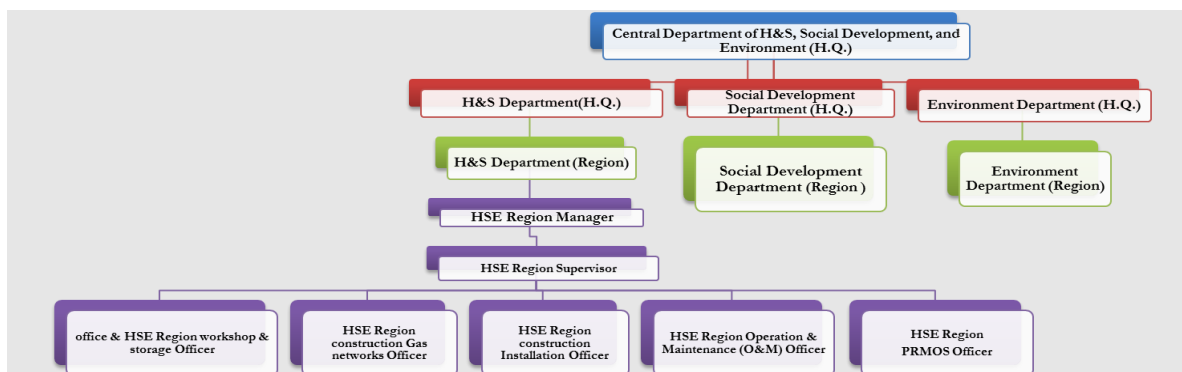 Central Department of H&S, Social Development, and
Environment (H.Q.)
H&S Department(H.Q.)
Social Development
Department (H.Q.)
Environment Department (H.Q.)
H&S Department (Region)
Social Development
Department (Region )
Environment
Department (Region)
HSE Region Manager
HSE Region Supervisor
office & HSE Region workshop &
storage Officer
HSE Region
construction Gas
networks Officer
HSE Region
construction
Installation Officer
HSE Region Operation &
Maintenance (O&M) Officer
HSE Region
PRMOS Officer